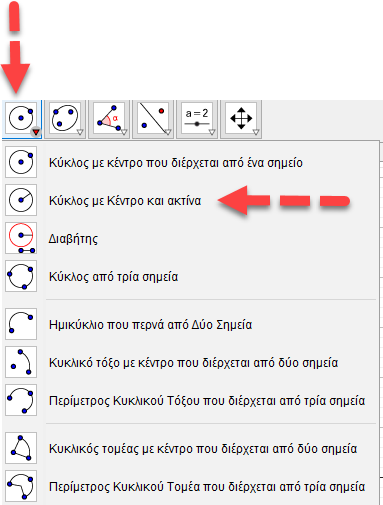 α
a = 2
Κύκλος με κέντρο που διέρχεται από ένα σημείο
Κύκλος με Κέντρο και ακτίνα
Διαβήτης
Κύκλος από τρία σημεία
Ημικύκλιο που περνά από Δύο Σημεία
Κυκλικό τόξο με κέντρο που διέρχεται από δύο σημεία
Περίμετρος Κυκλικού Τόξου που διέρχεται από τρία σημεία
Κυκλικός τομέας με κέντρο που διέρχεται από δύο σημεία
Περίμετρος Κυκλικού Τομέα που διέρχεται από τρία σημεία